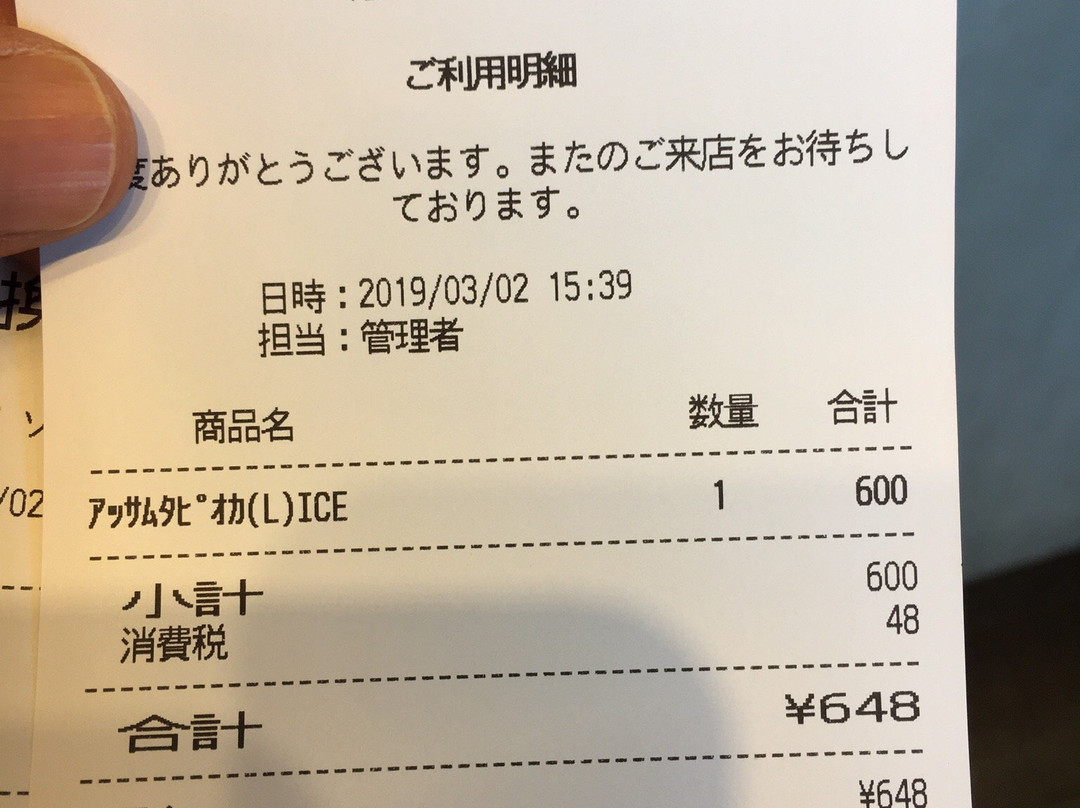 ご利用明細
度ありがとうございます。またのご来店をお待ちし
ております。
日時：2019/03/02 15:39
担当：管理者
商品名 数量 合計
ｱｯｻﾑﾀﾋﾟｵｶ(L)ICE 1 600
小計 600
消費税 48
合計 ¥648
¥648
/02